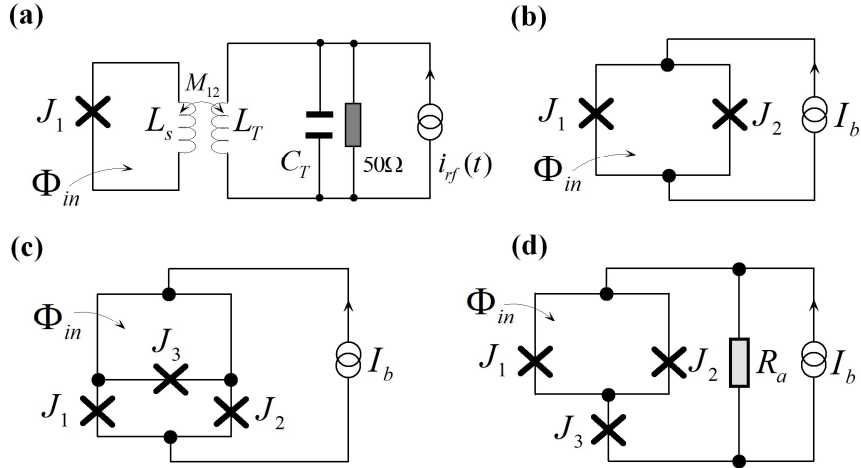 (a)
M12
J1
Ls
LT
CT
50Ω
irf(t)
Φin
(b)
J1
J2
Ib
Φin
(c)
Φin
J3
J1
J2
Ib
(d)
Φin
J1
J2
Ra
Ib
J3